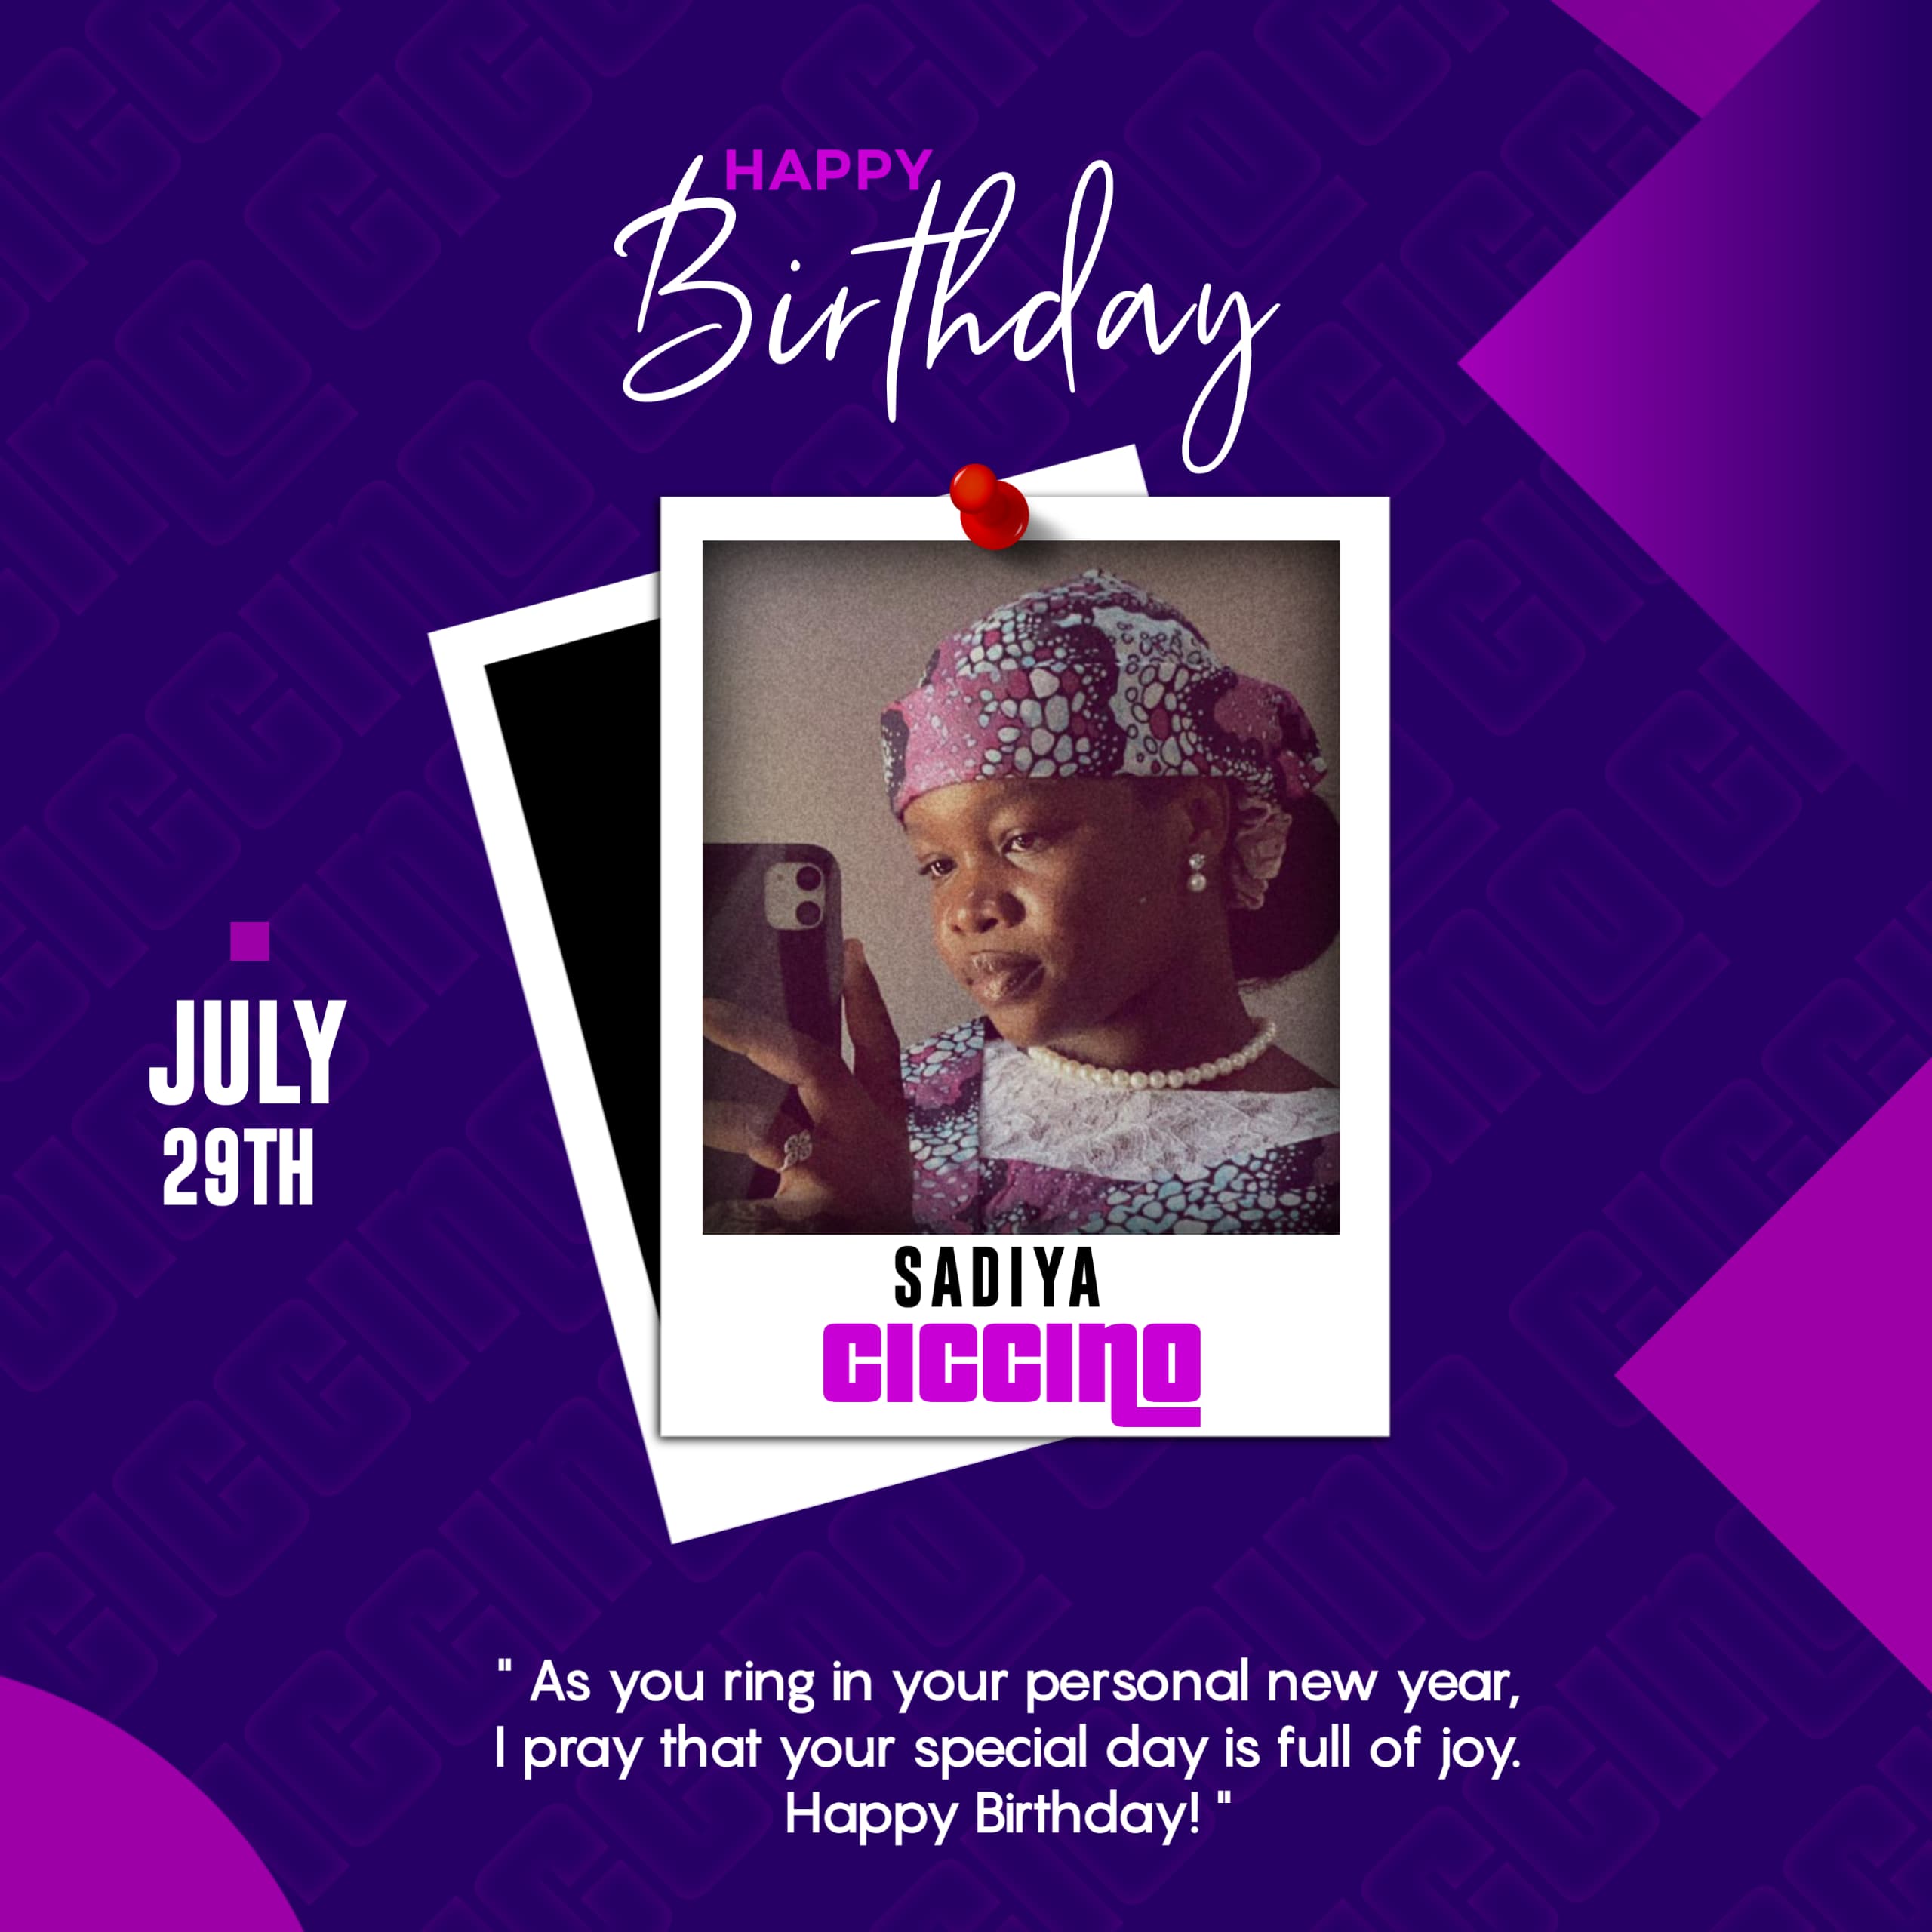 HAPPY
Birthday
JULY
29TH
SADIYA
CICCINO
" As you ring in your personal new year,
I pray that your special day is full of joy.
Happy Birthday! "